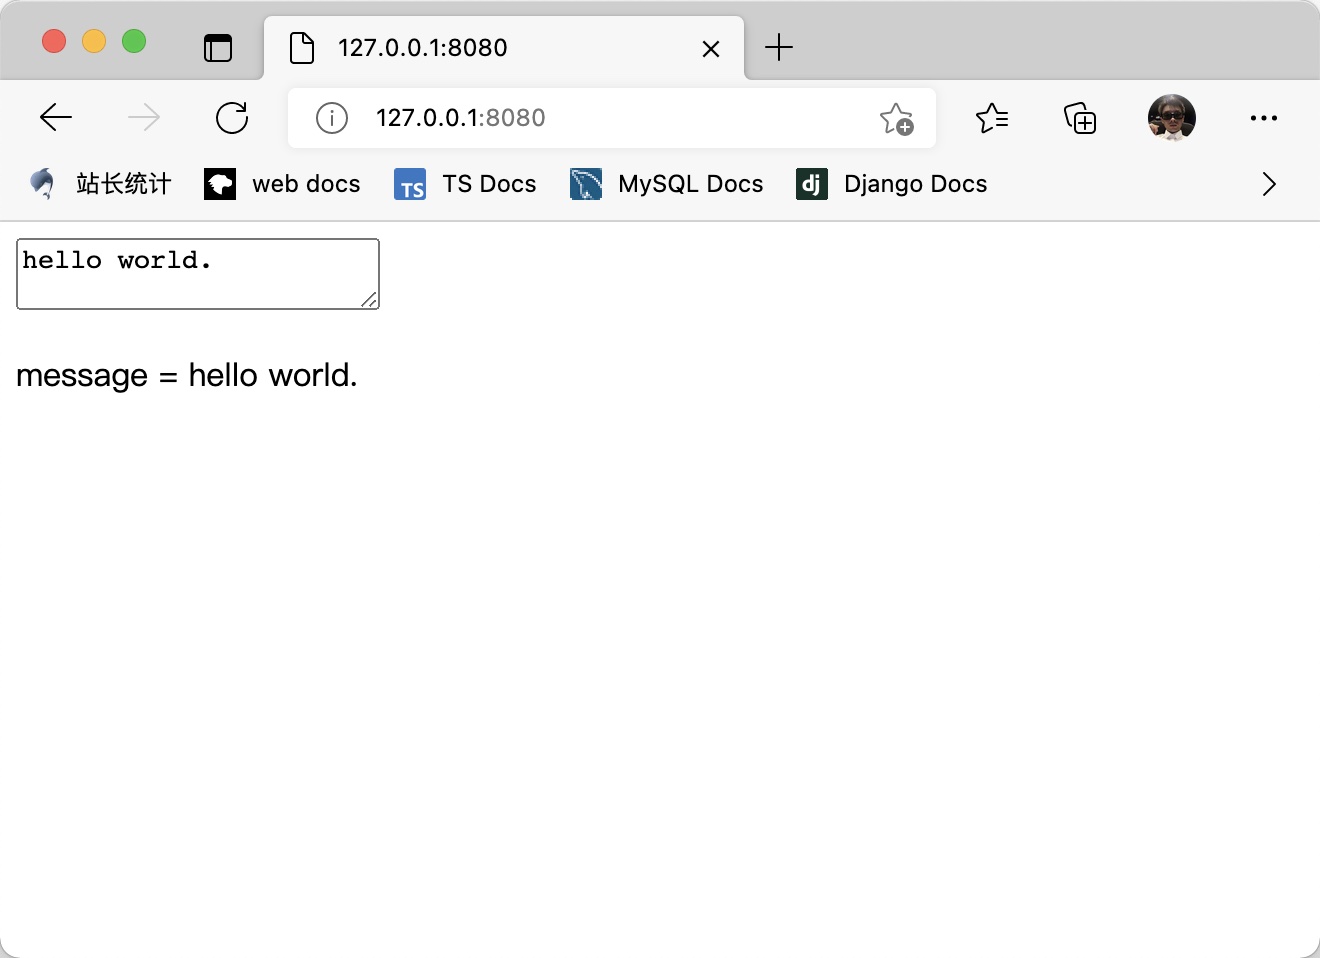 127.0.0.1:8080
127.0.0.1:8080
站长统计 web docs TS TS Docs MySQL Docs dj Django Docs
hello world.
message = hello world.